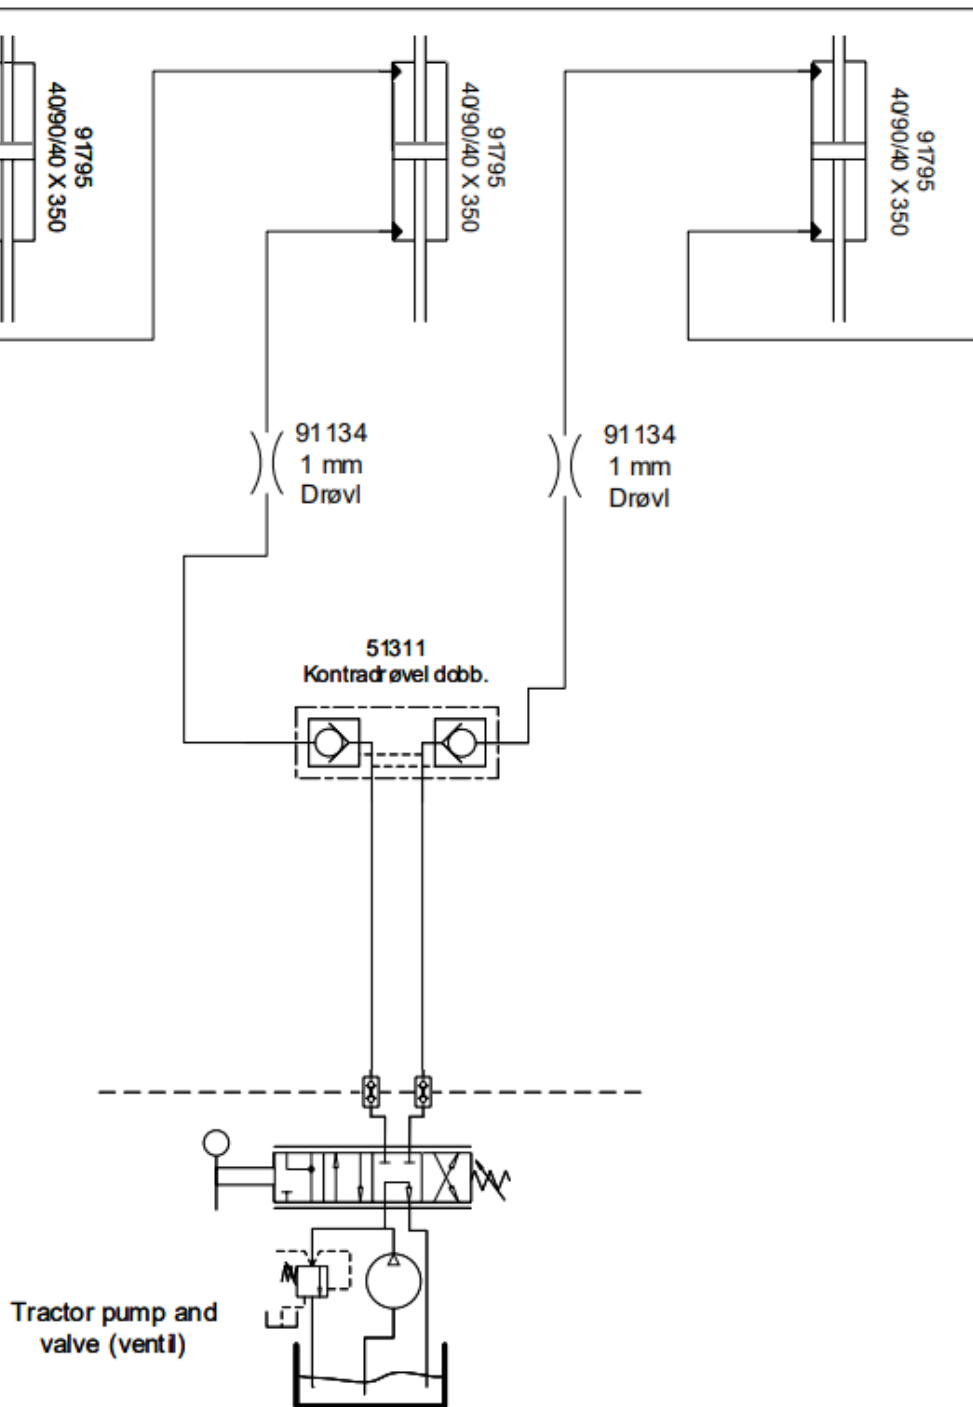 91795
40/90/40 X 350
91795
40/90/40 X 350
91795
40/90/40 X 350
91134
1 mm
Drøvl
91134
1 mm
Drøvl
51311
Kontradrøvel dobb.
Tractor pump and
valve (ventil)